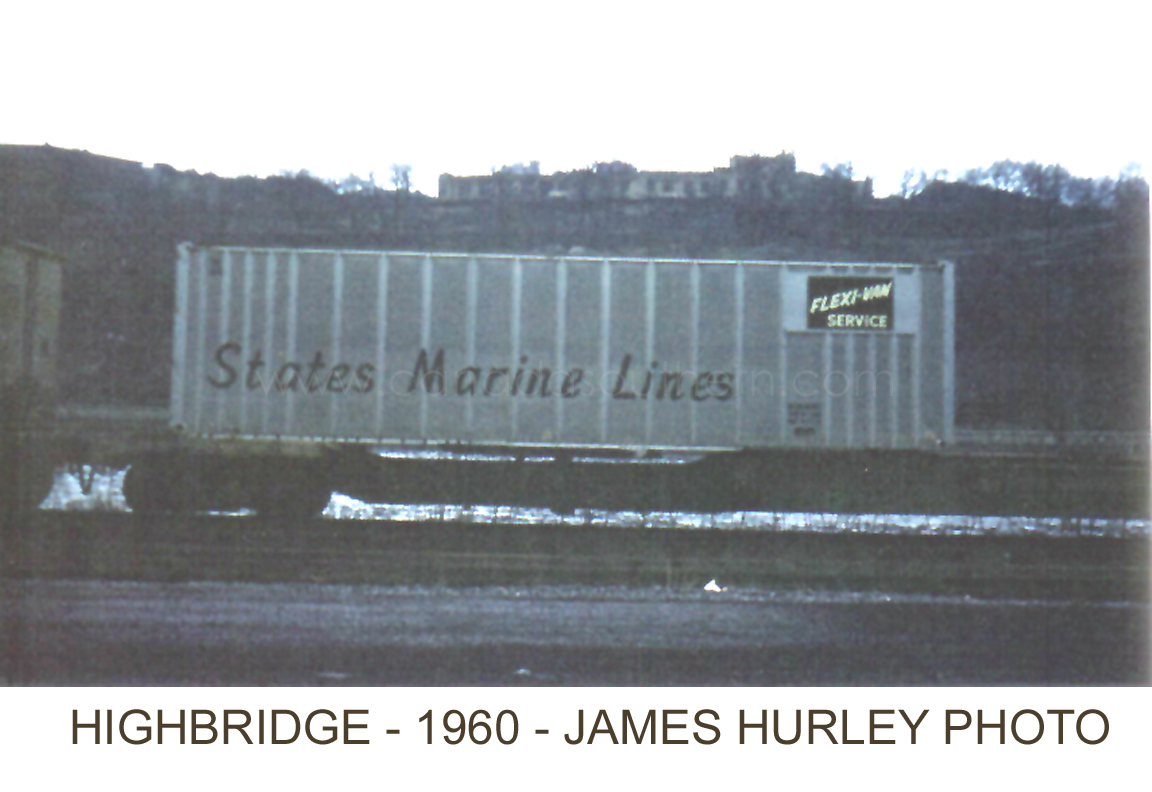 FLEXI-VAN
SERVICE
States Marine Lines
HIGHBRIDGE - 1960 - JAMES HURLEY PHOTO